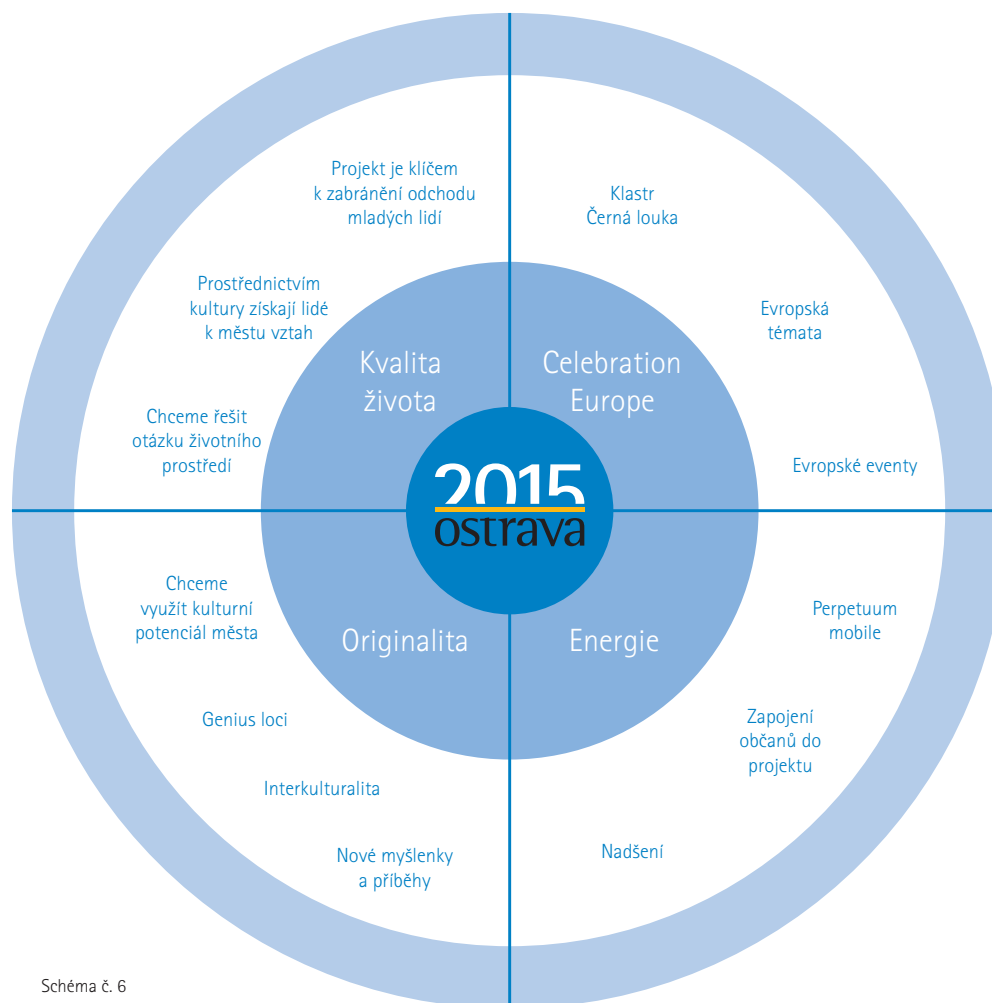 Projekt je klíčem
k zabránění odchodu
mladých lidí
Prostřednictvím
kultury získají lidé
k městu vztah
Chceme řešit
otázku životního
prostředí
Kvalita
života
Klastr
Černá louka
Evropská
témata
Evropské eventy
Celebration
Europe
2015
ostrava
Chceme
využít kulturní
potenciál města
Genius loci
Interkulturalita
Nové myšlenky
a příběhy
Originalita
Energie
Perpetuum
mobile
Zapojení
občanů do
projektu
Nadšení
Schéma č. 6